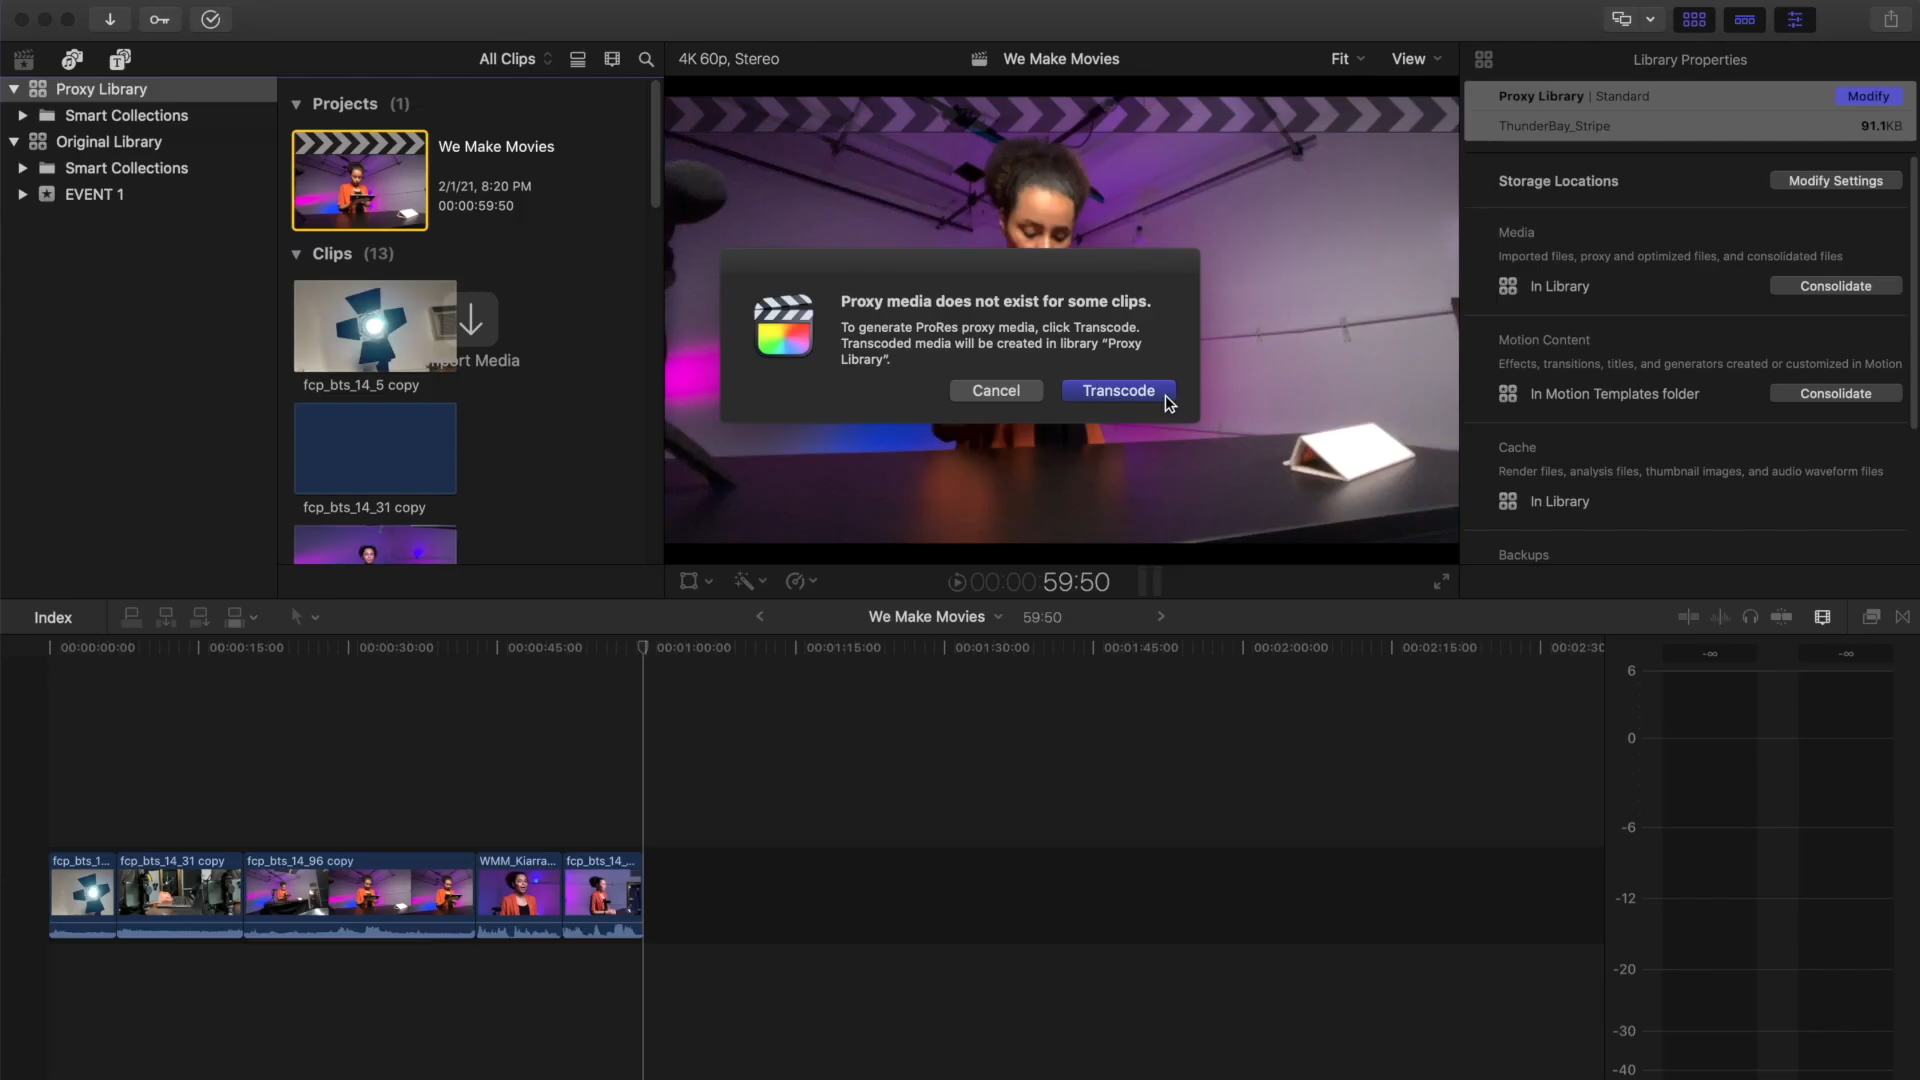 All Clips
4K 60p, Stereo
We Make Movies
Fit
View
Library Properties
Proxy Library
Smart Collections
Original Library
Smart Collections
EVENT 1
Projects (1)
We Make Movies
2/1/21, 8:20 PM
00:00:59:50
Clips (13)
port Media
fcp_bts_14_5 copy
fcp_bts_14_31 copy
Proxy media does not exist for some clips.
To generate ProRes proxy media, click Transcode.
Transcoded media will be created in library “Proxy
Library”.
Cancel
Transcode
Proxy Library | Standard
Modify
ThunderBay_Stripe
91.1KB
Storage Locations
Modify Settings
Media
Imported files, proxy and optimized files, and consolidated files
In Library
Consolidate
Motion Content
Effects, transitions, titles, and generators created or customized in Motion
In Motion Templates folder
Consolidate
Cache
Render files, analysis files, thumbnail images, and audio waveform files
In Library
Backups
00:00:59:50
Index
We Make Movies
59:50
00:00:00:00
00:00:15:00
00:00:30:00
00:00:45:00
00:01:00:00
00:01:15:00
00:01:30:00
00:01:45:00
00:02:00:00
00:02:15:00
00:02:30
-∞
-∞
6
0
-6
-12
-20
-30
-40
fcp_bts_1...
fcp_bts_14_31 copy
fcp_bts_14_96 copy
WMM_Kiarra...
fcp_bts_14_...